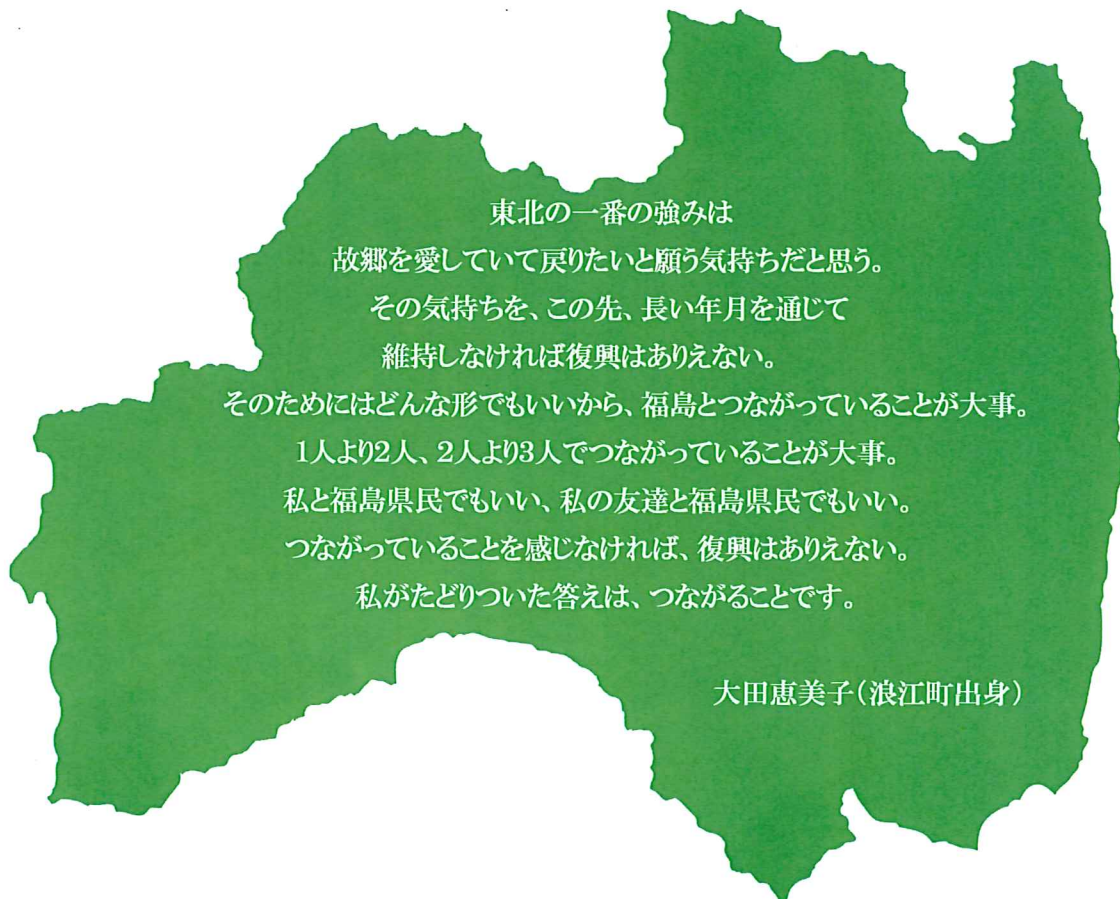 東北の一番の強みは
故郷を愛していて戻りたいと願う気持ちだと思う。
その気持ちを、この先、長い年月を通じて
維持しなければ復興はありえない。
そのためにはどんな形でもいいから、福島とつながっていることが大事。
1人より2人、2人より3人でつながっていることが大事。
私と福島県民でもいい、私の友達と福島県民でもいい。
つながっていることを感じなければ、復興はありえない。
私がたどりついた答えは、つながることです。
大田恵美子(浪江町出身)